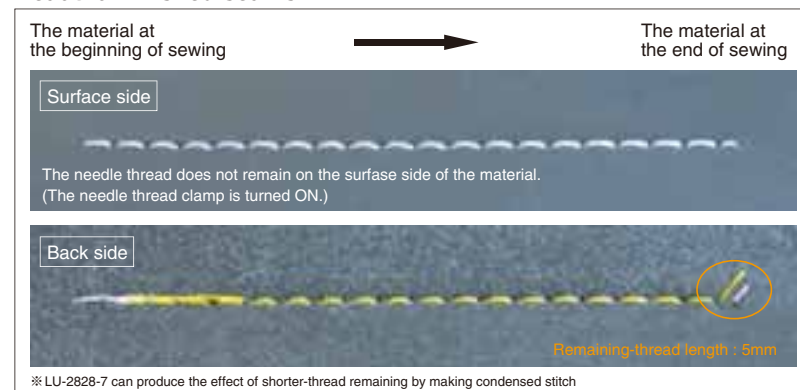 The material at
the beginning of sewing
The material at
the end of sewing
Surface side
The needle thread does not remain on the surfase side of the material.
(The needle thread clamp is turned ON.)
Back side
Remaining-thread length : 5mm
※ LU-2828-7 can produce the effect of shorter-thread remaining by making condensed stitch